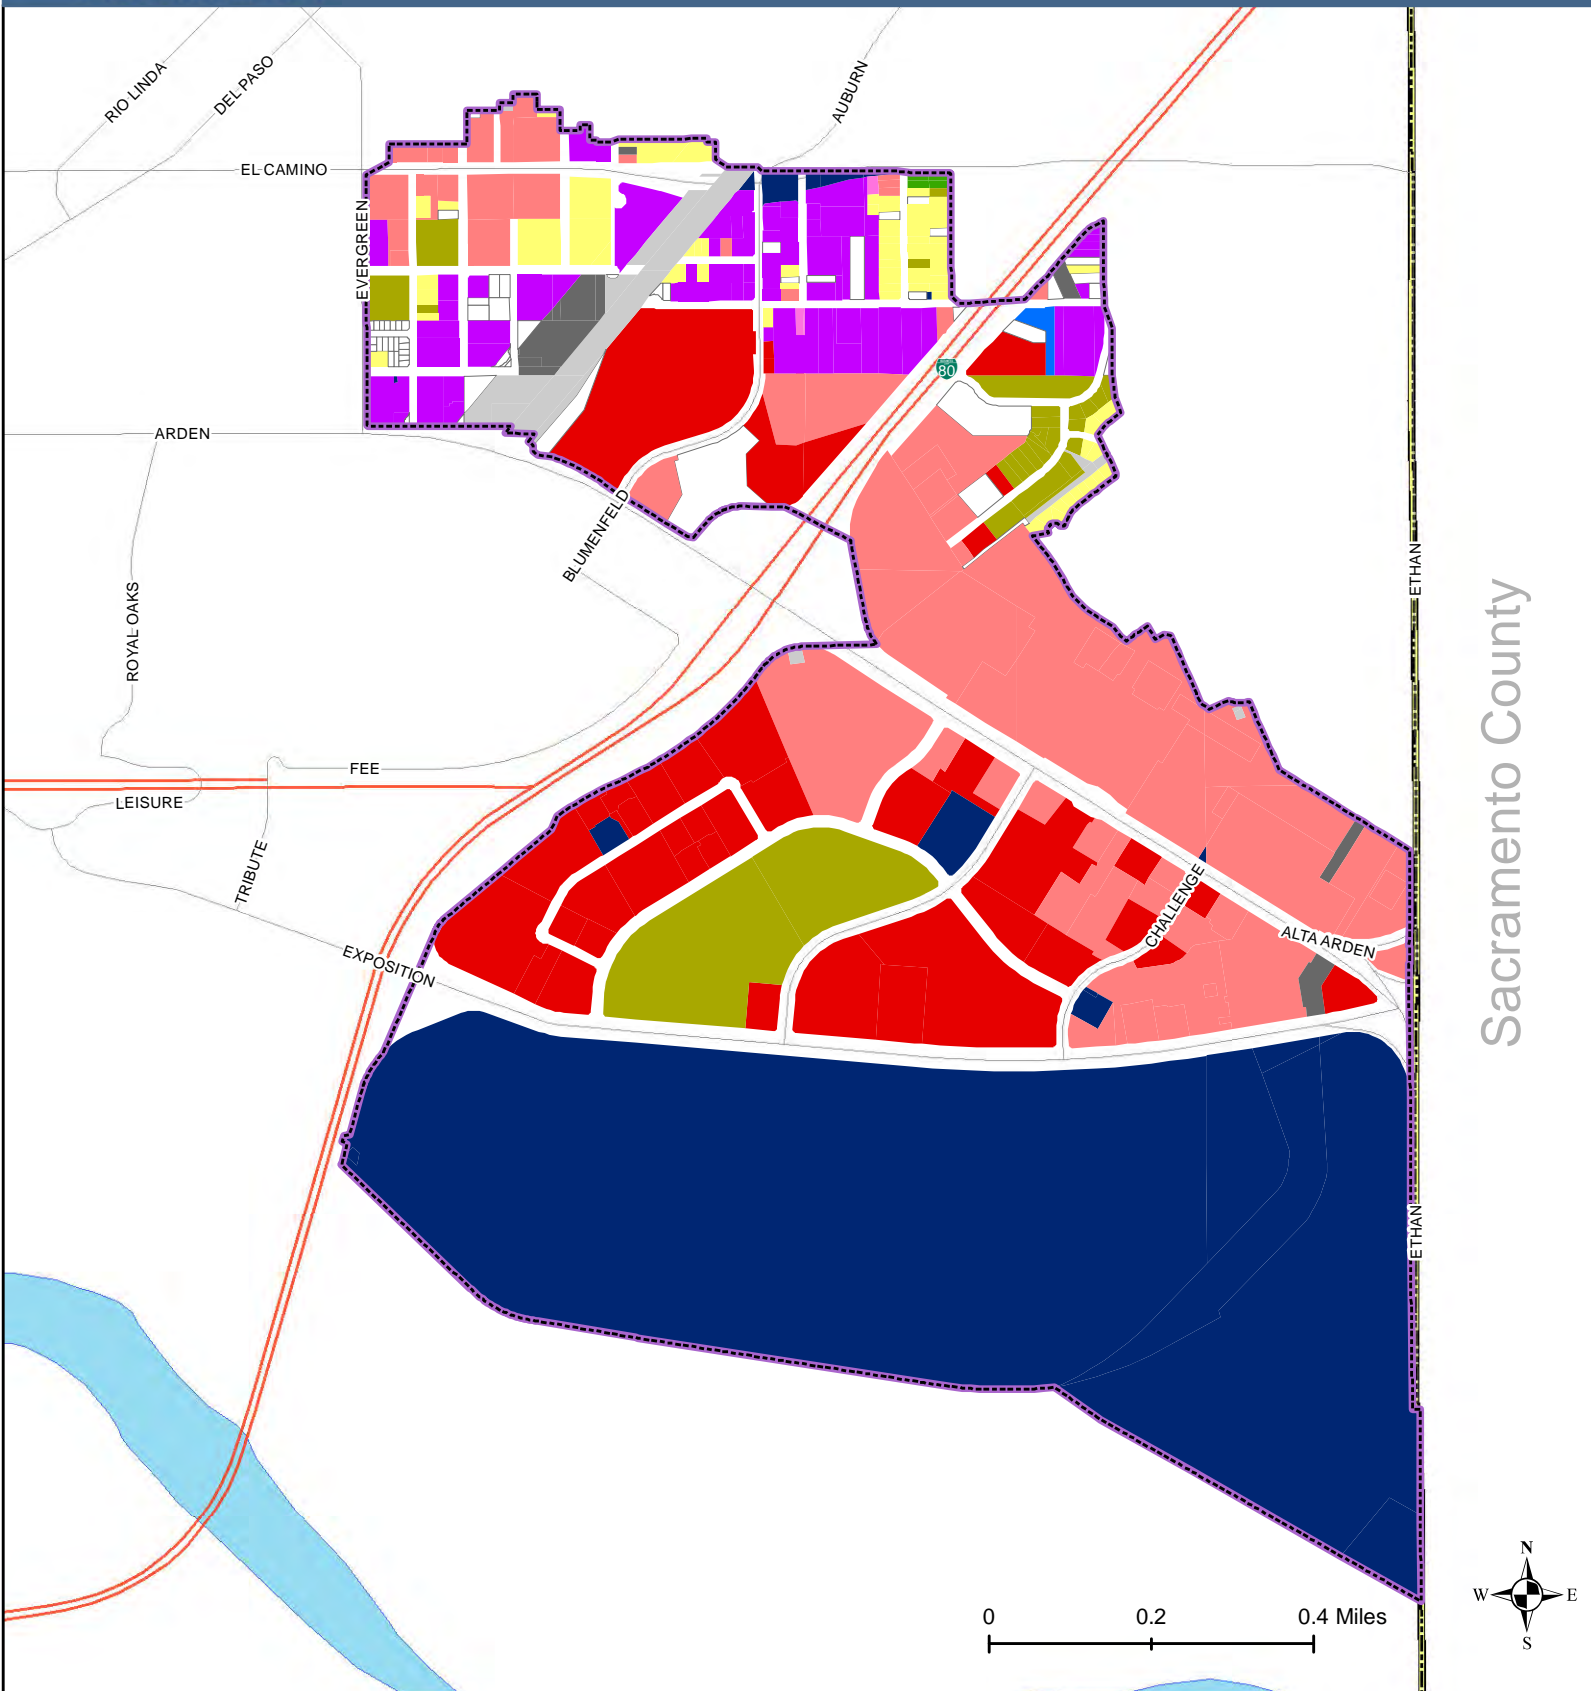 RIO LINDA
DEL PASO
AUBURN
EL CAMINO
EVERGREEN
80
ARDEN
BLUMENFELD
ETHAN
ROYAL OAKS
Sacramento County
FEE
LEISURE
TRIBUTE
CHALLENGE
ALTA ARDEN
EXPOSITION
ETHAN
N
W
E
S
0 0.2 0.4 Miles